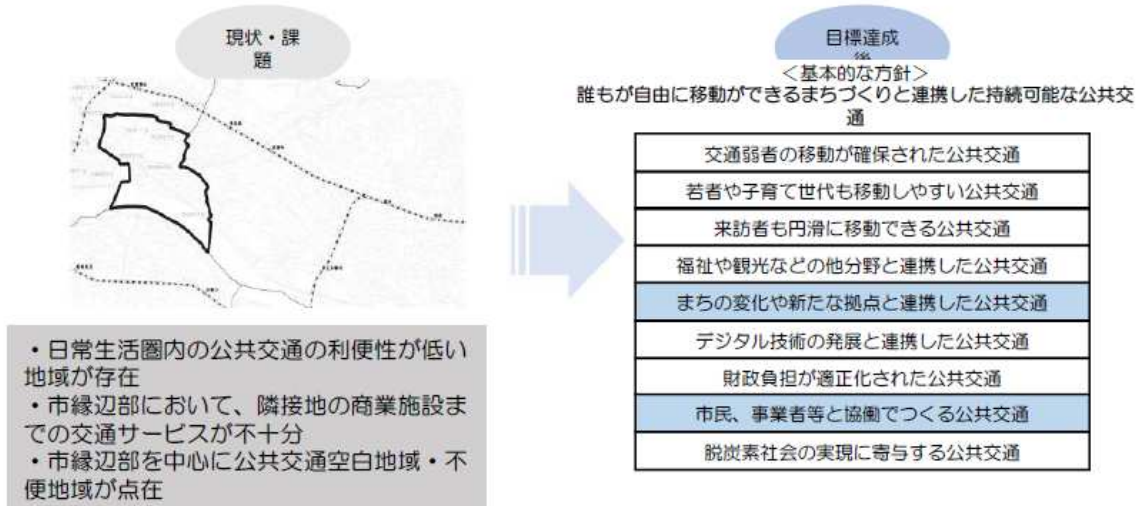 現状・課
題
・日常生活圏内の公共交通の利便性が低い
地域が存在
・市縁辺部において、隣接地の商業施設ま
での交通サービスが不十分
・市縁辺部を中心に公共交通空白地域・不
便地域が点在
目標達成
後
＜基本的な方針＞
誰もが自由に移動ができるまちづくりと連携した持続可能な公共交
通
交通弱者の移動が確保された公共交通
若者や子育て世代も移動しやすい公共交通
来訪者も円滑に移動できる公共交通
福祉や観光などの他分野と連携した公共交通
まちの変化や新たな拠点と連携した公共交通
デジタル技術の発展と連携した公共交通
財政負担が適正化された公共交通
市民、事業者等と協働でつくる公共交通
脱炭素社会の実現に寄与する公共交通